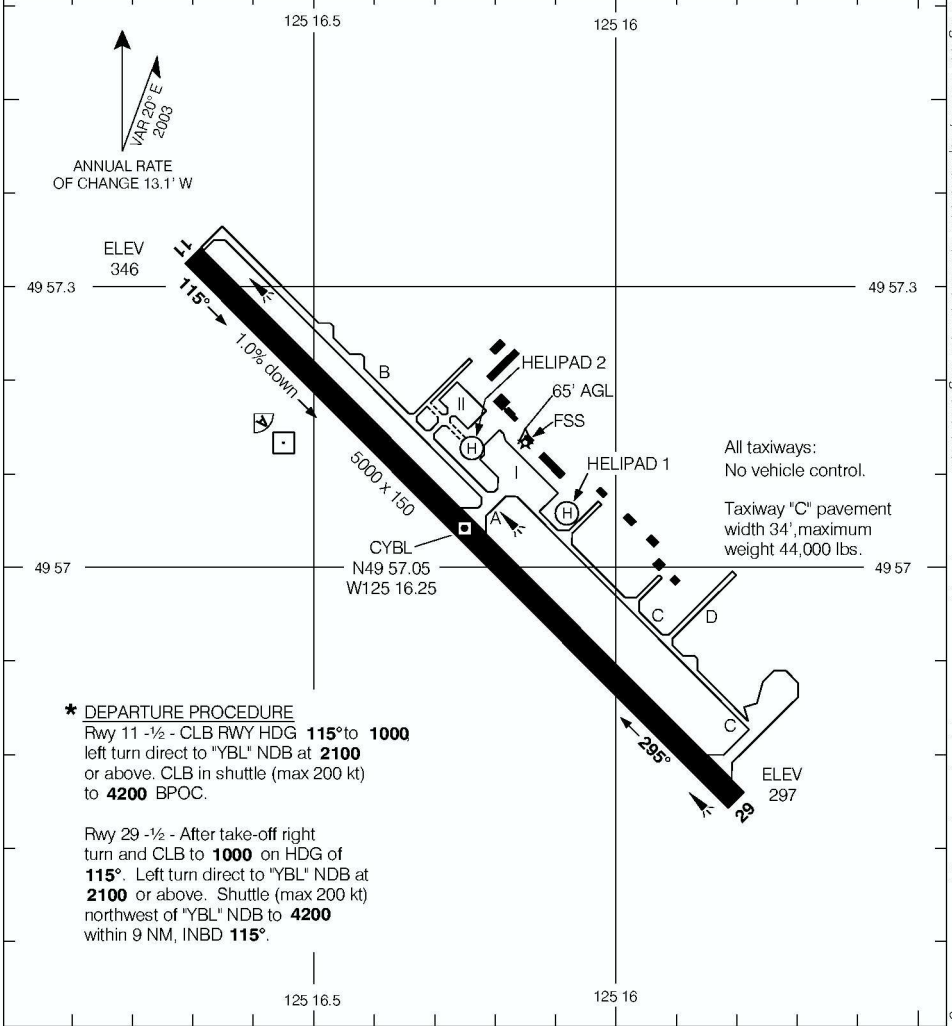 125 16.5
125 16
VAR 20° E
2003
ANNUAL RATE
OF CHANGE 13.1' W
11
ELEV
346
49 57.3
49 57.3
115°
1.0% down
B
HELIPAD 2
II
65' AGL
FSS
H
I
HELIPAD 1
A
H
5000 x 150
A
All taxiways:
No vehicle control.
Taxiway "C" pavement
width 34',maximum
weight 44,000 lbs.
CYBL
N49 57.05
W125 16.25
49 57
49 57
C
D
C
295°
ELEV
297
29
* DEPARTURE PROCEDURE
Rwy 11 -½ - CLB RWY HDG 115°to 1000,
left turn direct to "YBL" NDB at 2100
or above. CLB in shuttle (max 200 kt)
to 4200 BPOC.
Rwy 29 -½ - After take-off right
turn and CLB to 1000 on HDG of
115°. Left turn direct to "YBL" NDB at
2100 or above. Shuttle (max 200 kt)
northwest of "YBL" NDB to 4200
within 9 NM, INBD 115°.
125 16.5
125 16